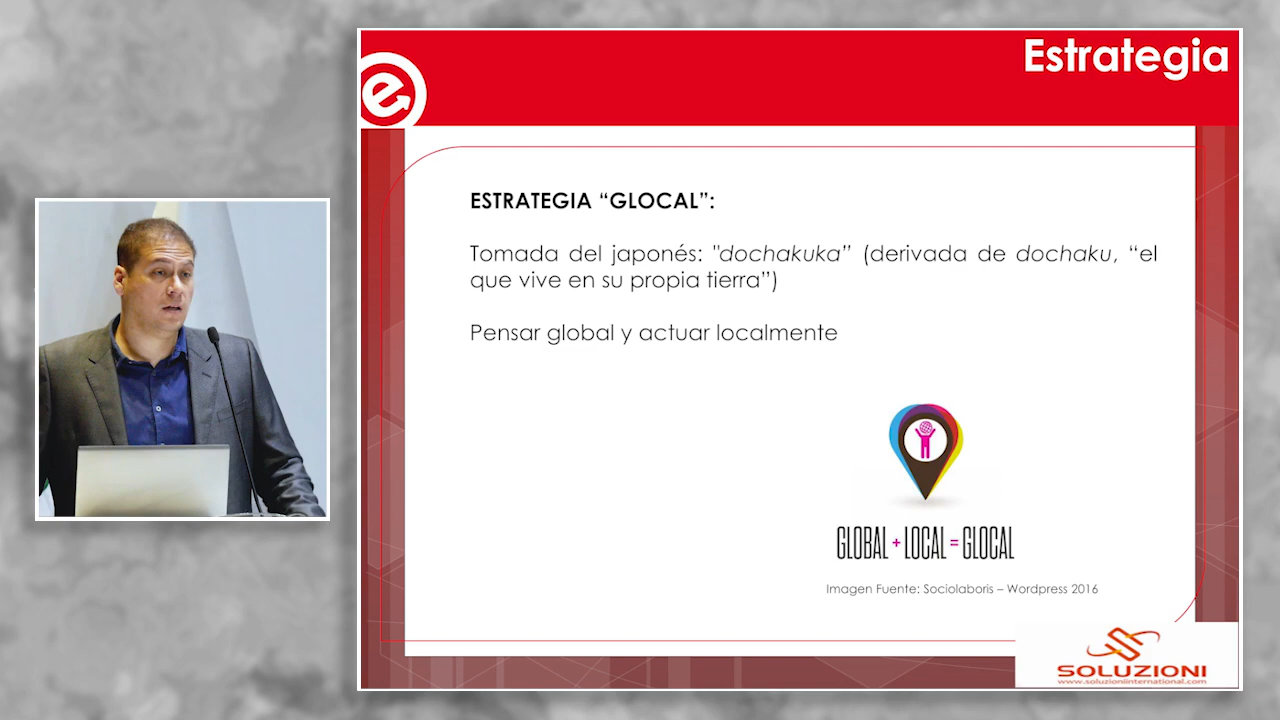 Estrategia
e
ESTRATEGIA “GLOCAL”:
Tomada del japonés: "dochakuka” (derivada de dochaku, “el
que vive en su propia tierra”)
Pensar global y actuar localmente
GLOBAL + LOCAL = GLOCAL
Imagen Fuente: Sociolaboris – Wordpress 2016
SOLUZIONI
www.soluzioniinternational.com